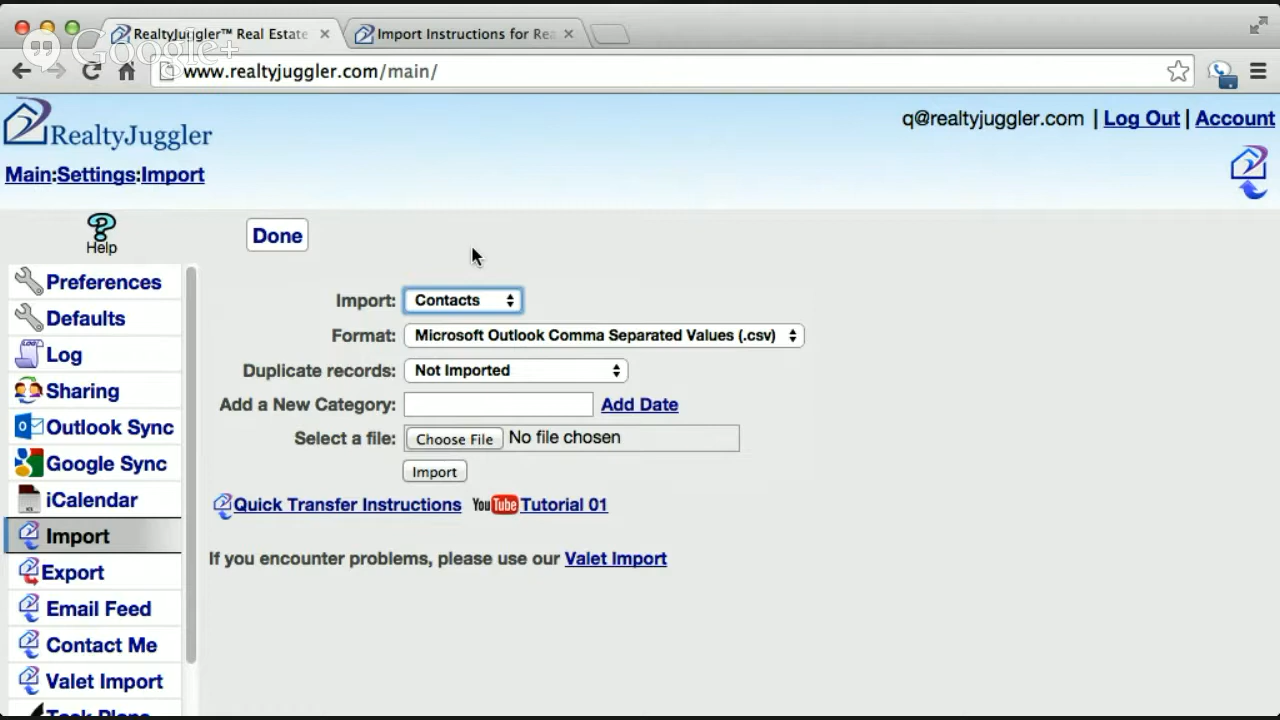 RealtyJuggler™ Real Estate
Import Instructions for Rea
Google+
www.realtyjuggler.com/main/
RealtyJuggler
q@realtyjuggler.com | Log Out | Account
Main:Settings:Import
Help
Done
Preferences
Defaults
Log
Sharing
Outlook Sync
Google Sync
iCalendar
Import
Export
Email Feed
Contact Me
Valet Import
Task Plans
Import: Contacts
Format: Microsoft Outlook Comma Separated Values (.csv)
Duplicate records: Not Imported
Add a New Category: Add Date
Select a file: Choose File No file chosen
Import
Quick Transfer Instructions YouTube Tutorial 01
If you encounter problems, please use our Valet Import